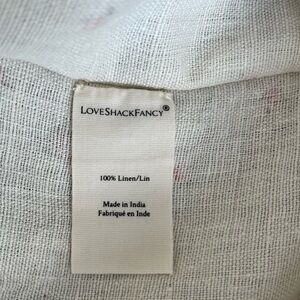 LoveShackFancy®
100% Linen/Lin
Made in India
Fabriqué en Inde